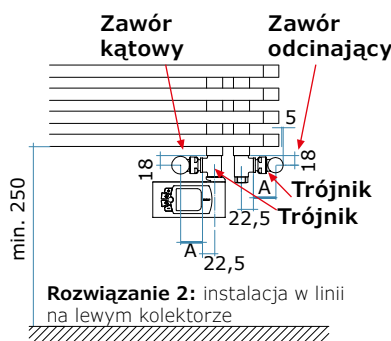 Zawór
kątowy
Zawór
odcinający
5
18
18
A
Trójnik
Trójnik
22,5
min. 250
A
22,5
Rozwiązanie 2: instalacja w linii
na lewym kolektorze